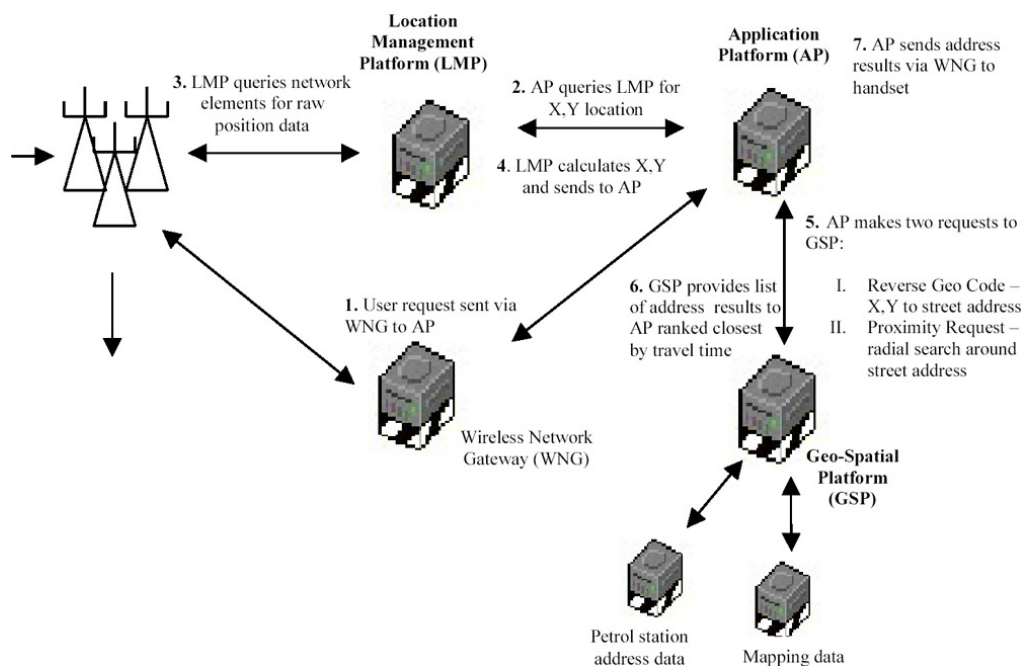 Location
Management
Platform (LMP)
Application
Platform (AP)
7. AP sends address
results via WNG to
handset
3. LMP queries network
elements for raw
position data
2. AP queries LMP for
X,Y location
4. LMP calculates X,Y
and sends to AP
5. AP makes two requests to
GSP:
I. Reverse Geo Code –
X,Y to street address
II. Proximity Request –
radial search around
street address
6. GSP provides list
of address results to
AP ranked closest
by travel time
1. User request sent via
WNG to AP
Wireless Network
Gateway (WNG)
Geo-Spatial
Platform
(GSP)
Petrol station
address data
Mapping data